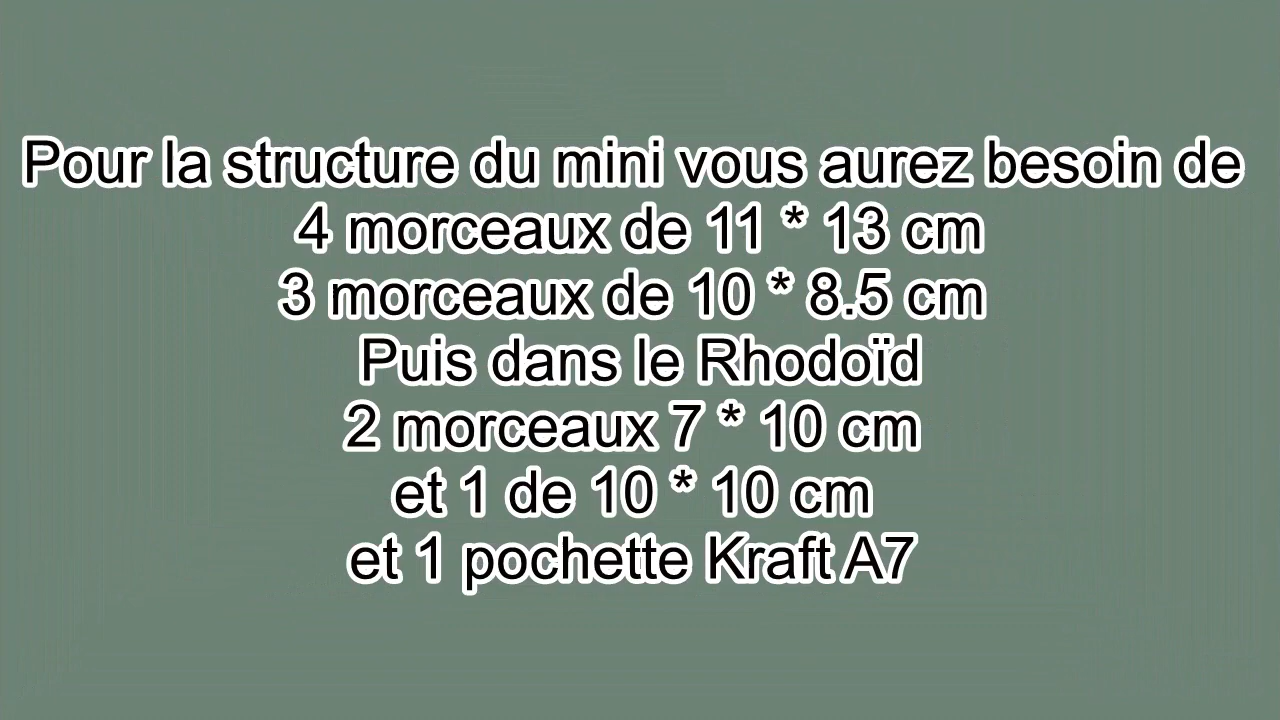 Pour la structure du mini vous aurez besoin de
4 morceaux de 11 * 13 cm
3 morceaux de 10 * 8.5 cm
Puis dans le Rhodoïd
2 morceaux 7 * 10 cm
et 1 de 10 * 10 cm
et 1 pochette Kraft A7